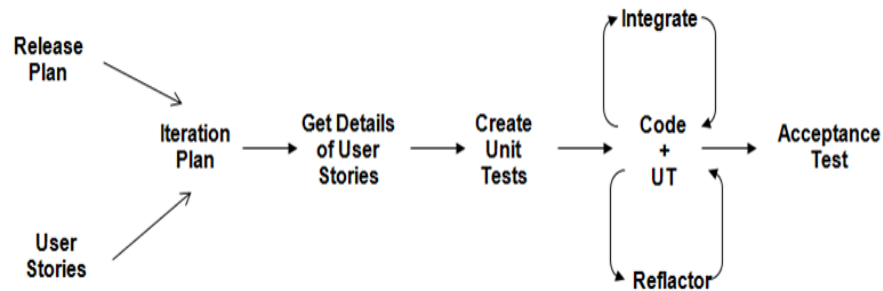 Release
Plan
User
Stories
Iteration
Plan
Get Details
of User
Stories
Create
Unit
Tests
Integrate
Code
+
UT
Reflactor
Acceptance
Test